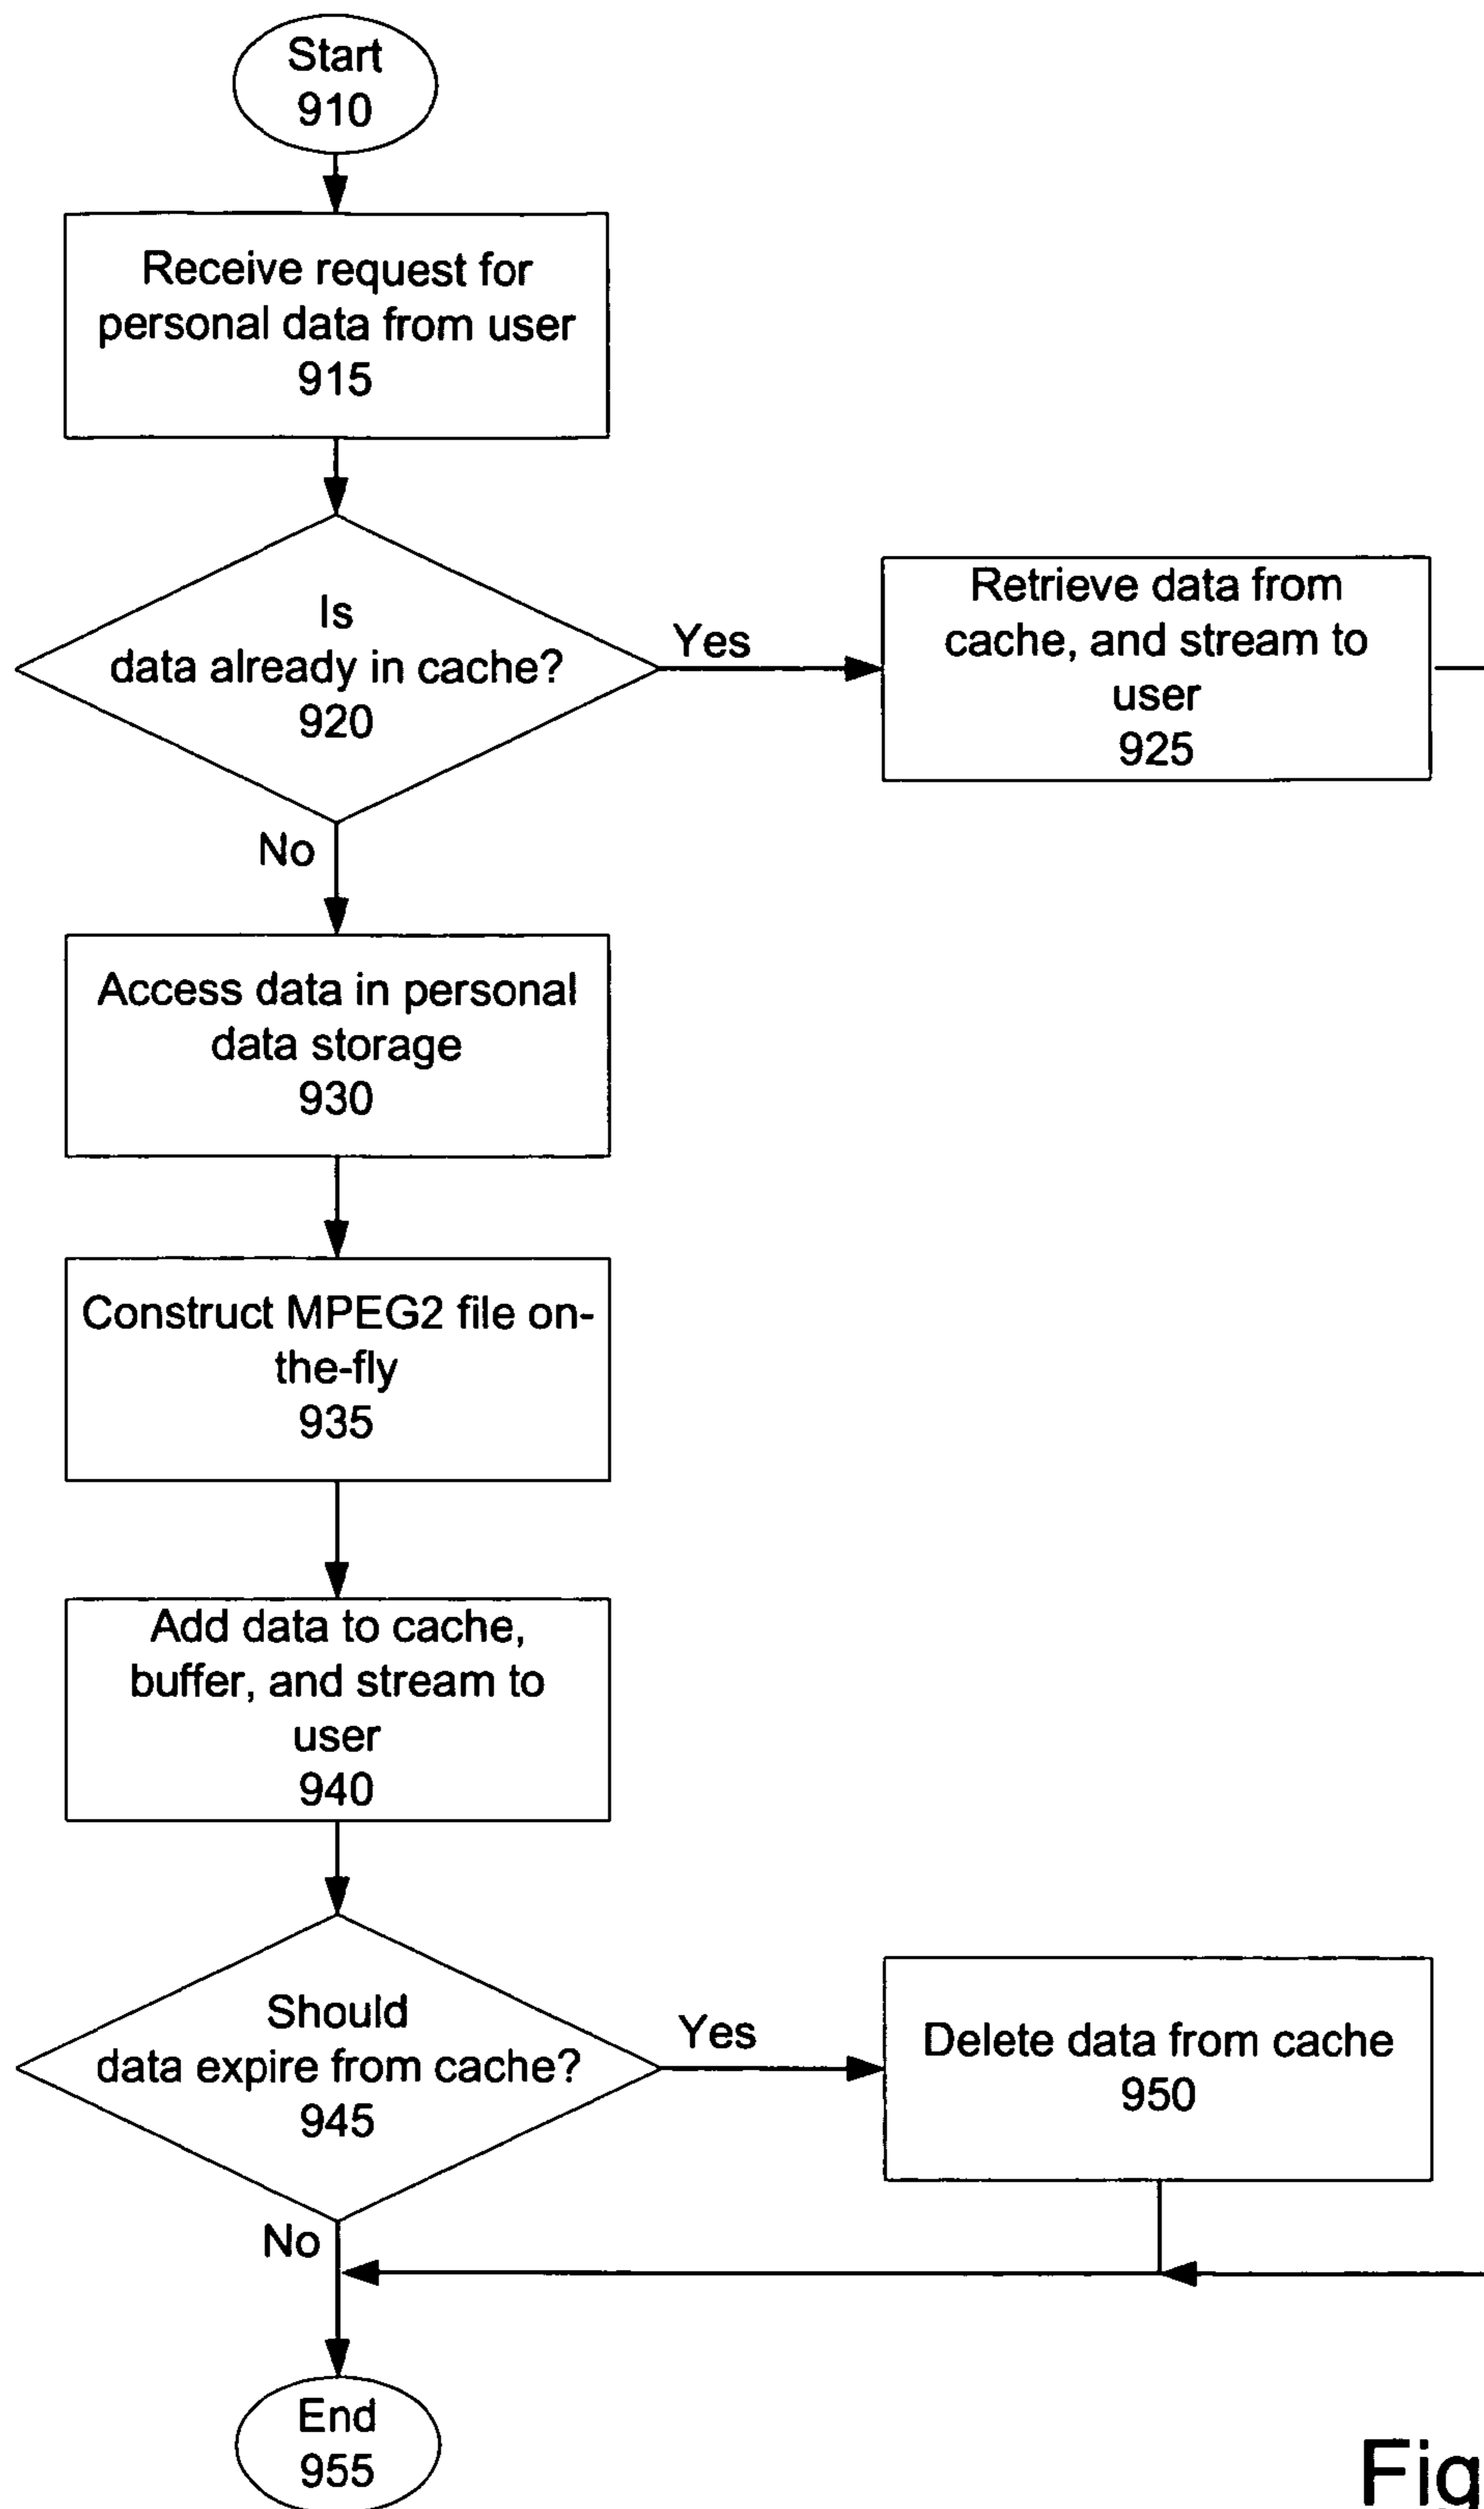 Start
910
Receive request for
personal data from user
915
Is
data already in cache?
920
Yes
Retrieve data from
cache, and stream to
user
925
No
Access data in personal
data storage
930
Construct MPEG2 file on-
the-fly
935
Add data to cache,
buffer, and stream to
user
940
Should
data expire from cache?
945
Yes
Delete data from cache
950
No
End
955
Fig